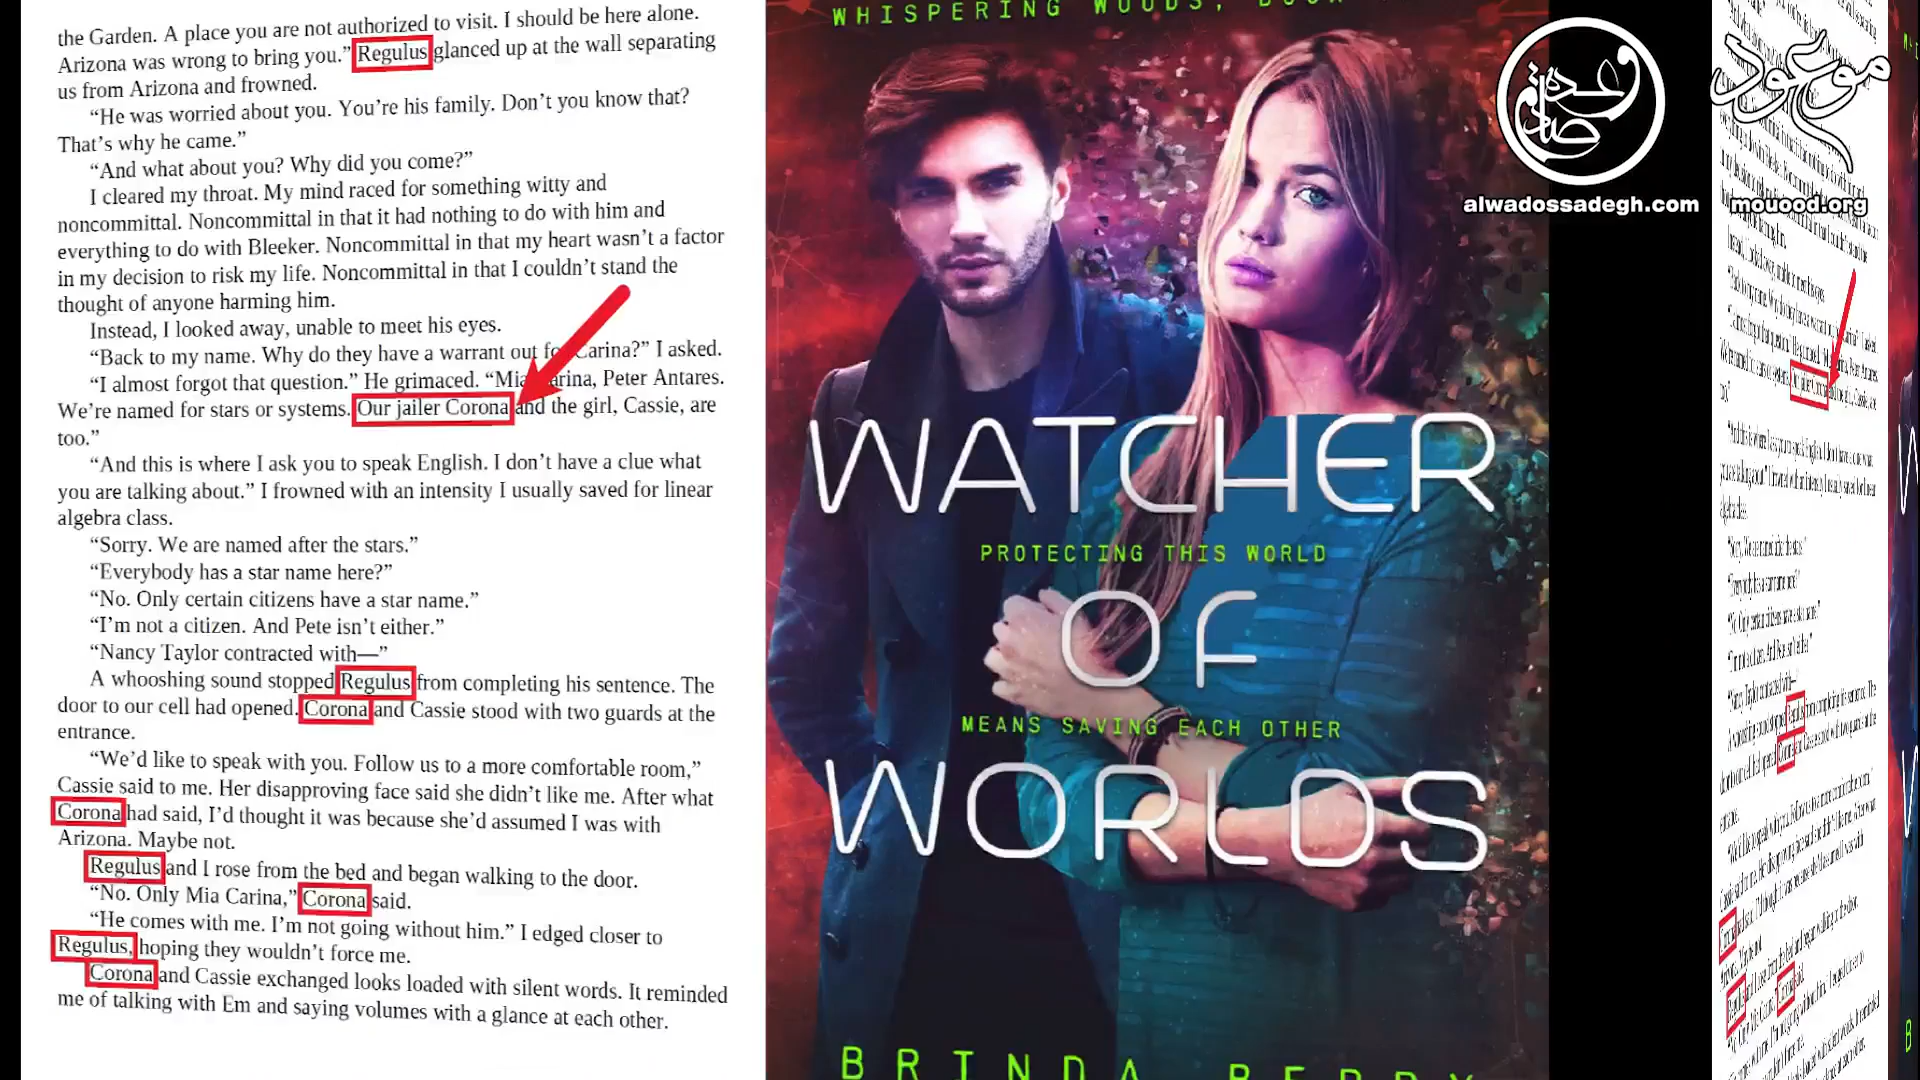 the Garden. A place you are not authorized to visit. I should be here alone.
Arizona was wrong to bring you.” Regulus glanced up at the wall separating
us from Arizona and frowned.
“He was worried about you. You’re his family. Don’t you know that?
That’s why he came.”
“And what about you? Why did you come?”
I cleared my throat. My mind raced for something witty and
noncommittal. Noncommittal in that it had nothing to do with him and
everything to do with Bleeker. Noncommittal in that my heart wasn’t a factor
in my decision to risk my life. Noncommittal in that I couldn’t stand the
thought of anyone harming him.
Instead, I looked away, unable to meet his eyes.
“Back to my name. Why do they have a warrant out for Carina?” I asked.
“I almost forgot that question.” He grimaced. “Mia Carina, Peter Antares.
We’re named for stars or systems. Our jailer Corona and the girl, Cassie, are
too.”
“And this is where I ask you to speak English. I don’t have a clue what
you are talking about.” I frowned with an intensity I usually saved for linear
algebra class.
“Sorry. We are named after the stars.”
“Everybody has a star name here?”
“No. Only certain citizens have a star name.”
“I’m not a citizen. And Pete isn’t either.”
“Nancy Taylor contracted with—”
A whooshing sound stopped Regulus from completing his sentence. The
door to our cell had opened. Corona and Cassie stood with two guards at the
entrance.
“We’d like to speak with you. Follow us to a more comfortable room,”
Cassie said to me. Her disapproving face said she didn’t like me. After what
Corona had said, I’d thought it was because she’d assumed I was with
Arizona. Maybe not.
Regulus and I rose from the bed and began walking to the door.
“No. Only Mia Carina,” Corona said.
“He comes with me. I’m not going without him.” I edged closer to
Regulus, hoping they wouldn’t force me.
Corona and Cassie exchanged looks loaded with silent words. It reminded
me of talking with Em and saying volumes with a glance at each other.
WHISPERING WOODS, BOOK
WATCHER
PROTECTING THIS WORLD
OF
MEANS SAVING EACH OTHER
WORLDS
BRINDA BERRY
وعده صادق
alwadossadegh.com
موعود
mouood.org